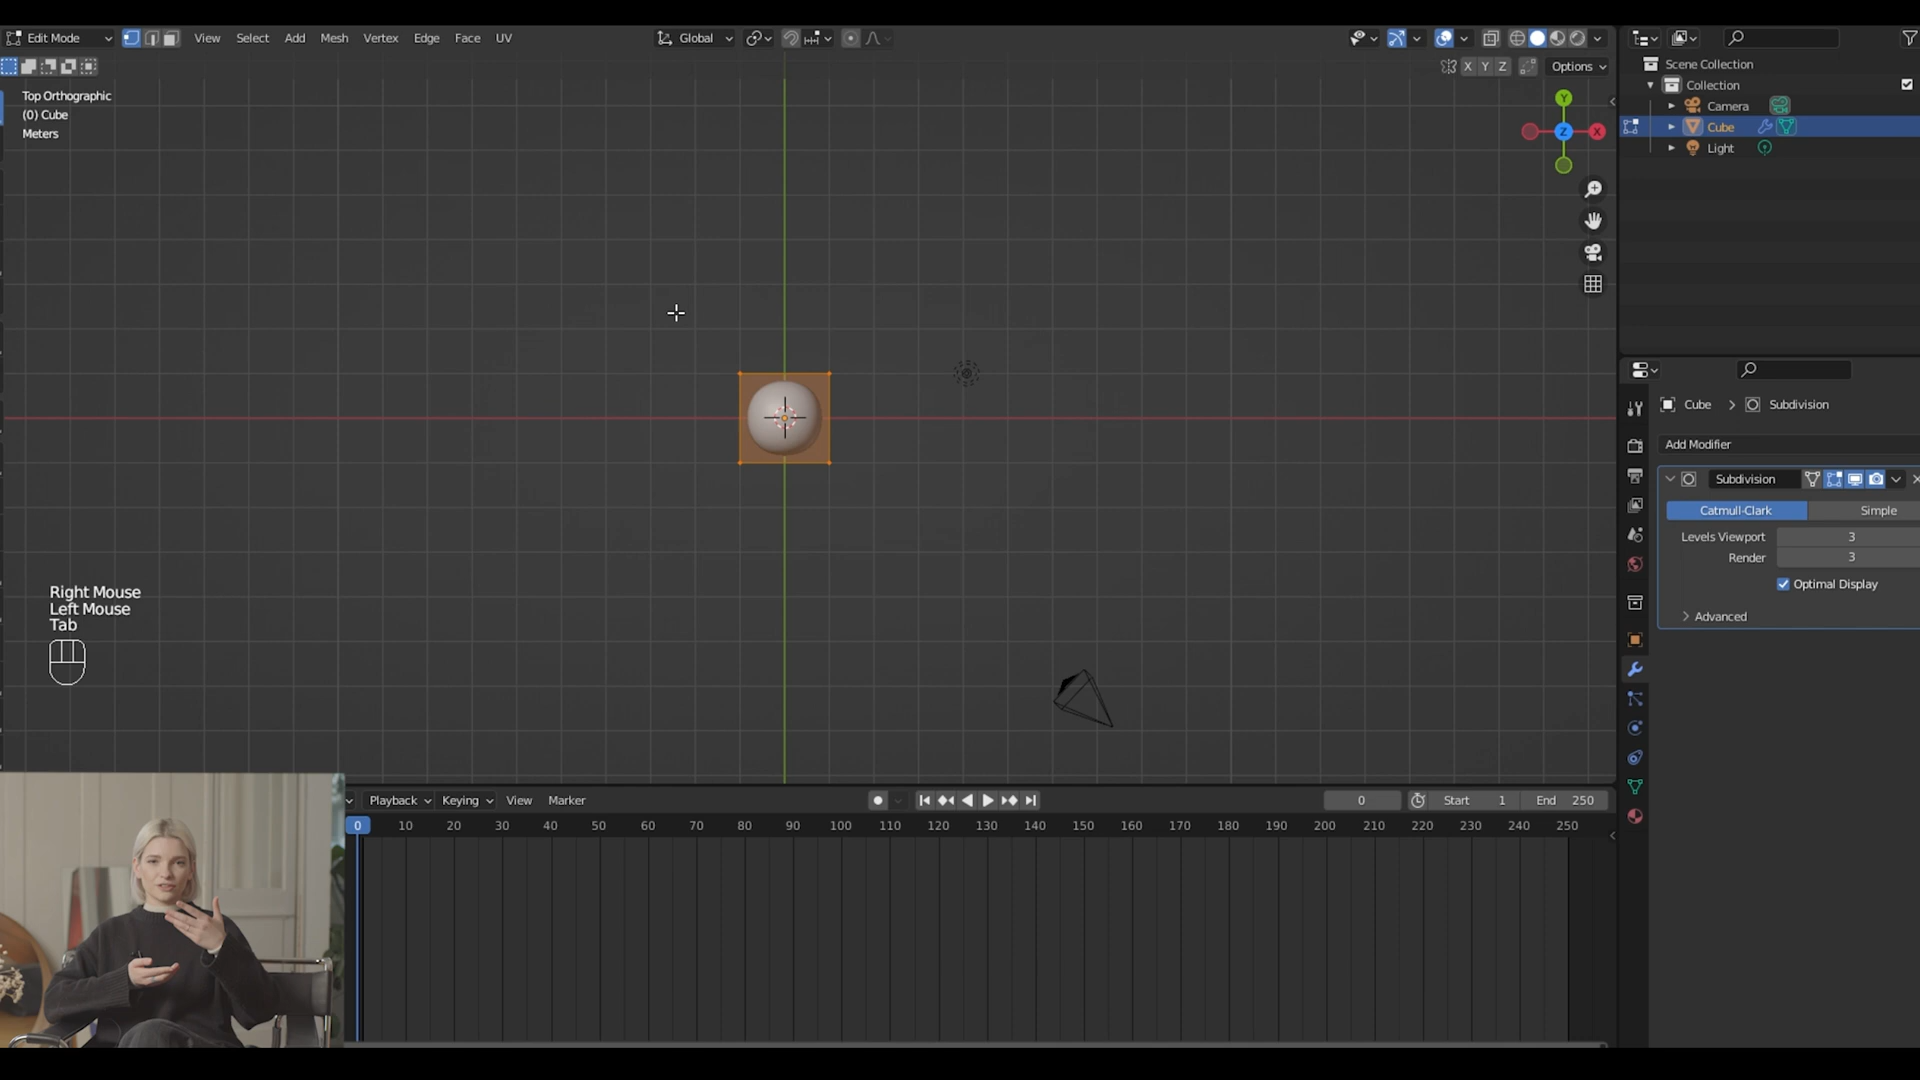 Edit Mode View Select Add Mesh Vertex Edge Face UV Global
X Y Z Options
Top Orthographic
(0) Cube
Meters
Y
Z X
Right Mouse
Left Mouse
Tab
Scene Collection
Collection
Camera
Cube
Light
Cube > Subdivision
Add Modifier
Subdivision
Catmull-Clark Simple
Levels Viewport 3
Render 3
Optimal Display
Advanced
Playback Keying View Marker 0 Start 1 End 250
0 10 20 30 40 50 60 70 80 90 100 110 120 130 140 150 160 170 180 190 200 210 220 230 240 250